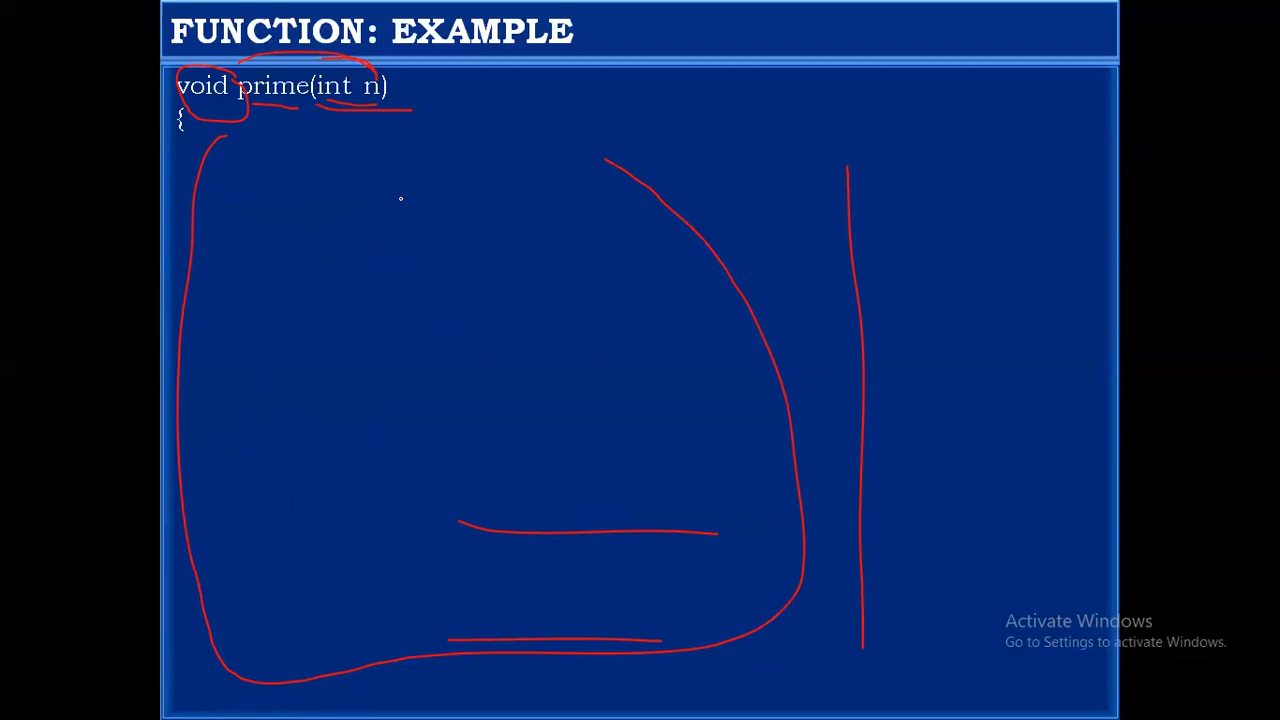 FUNCTION: EXAMPLE
void prime(int n)
{
Activate Windows
Go to Settings to activate Windows.